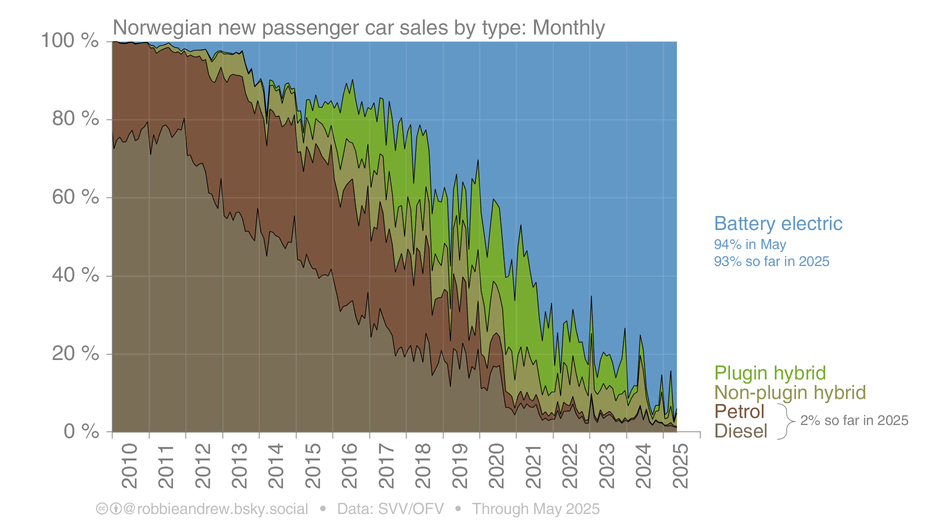 Norwegian new passenger car sales by type: Monthly
100 %
80 %
60 %
40 %
20 %
0 %
2010 2011 2012 2013 2014 2015 2016 2017 2018 2019 2020 2021 2022 2023 2024 2025
Battery electric
94% in May
93% so far in 2025
Plugin hybrid
Non-plugin hybrid
Petrol
Diesel
2% so far in 2025
@robbieandrew.bsky.social • Data: SVV/OFV • Through May 2025